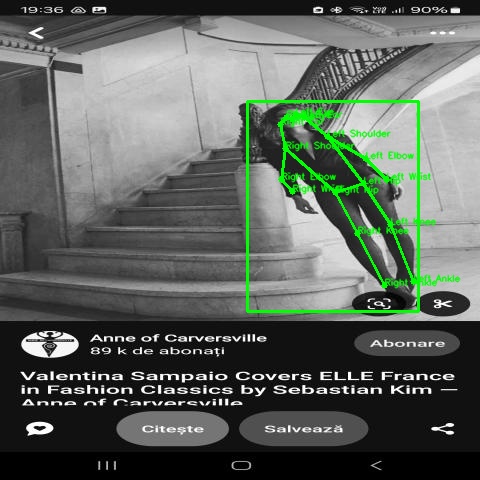 19:36
90%
Left Shoulder
Right Shoulder
Left Elbow
Right Elbow
Left Wrist
Right Wrist
Right Hip
Left Knee
Right Knee
Left Ankle
Right Ankle
Anne of Carversville
89 k de abonați
Abonare
Valentina Sampaio Covers ELLE France
in Fashion Classics by Sebastian Kim —
Anne of Carversville
Citește
Salvează